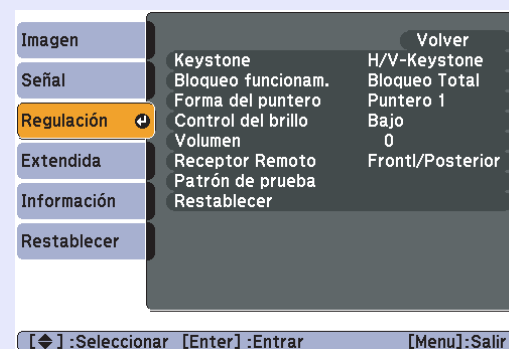 Imagen
Señal
Regulación
Extendida
Información
Restablecer
Volver
Keystone H/V-Keystone
Bloqueo funcionam. Bloqueo Total
Forma del puntero Puntero 1
Control del brillo Bajo
Volumen 0
Receptor Remoto Frontl/Posterior
Patrón de prueba
Restablecer
[◆] :Seleccionar [Enter] :Entrar [Menu]:Salir